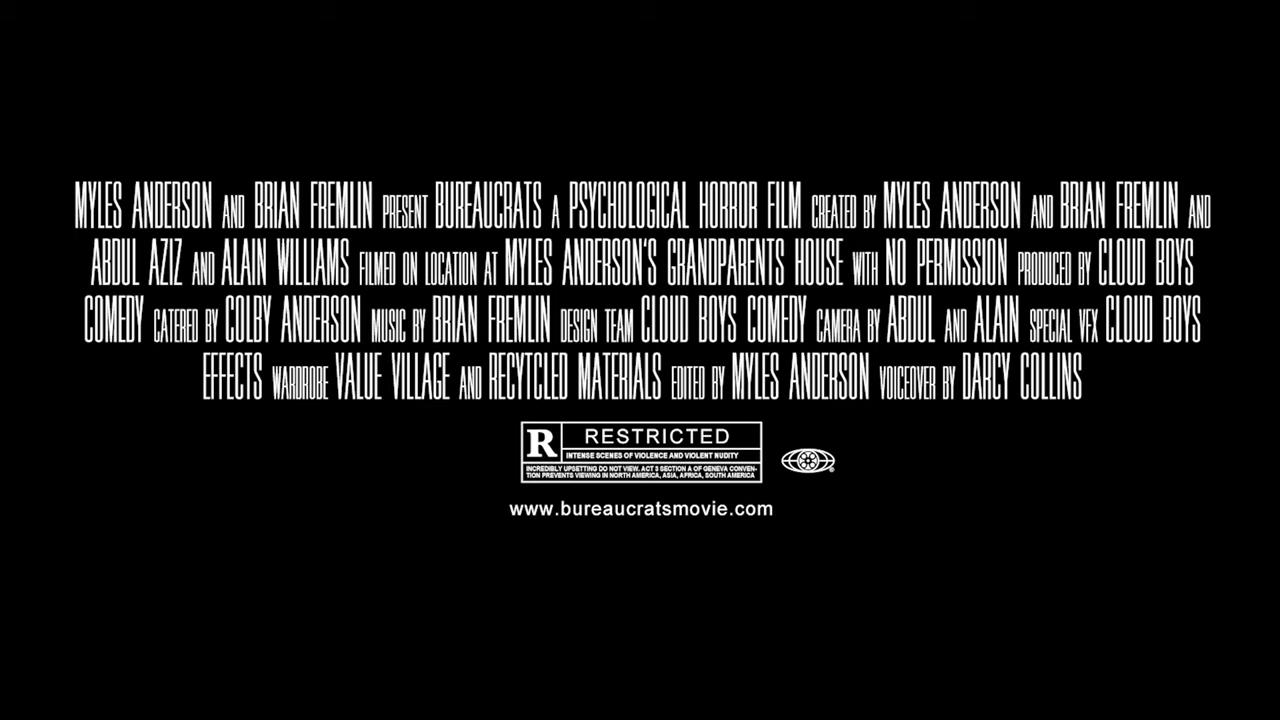 MYLES ANDERSON AND BRIAN FREMLIN PRESENT BUREAUCRATS A PSYCHOLOGICAL HORROR FILM CREATED BY MYLES ANDERSON AND BRIAN FREMLIN AND
ABDUL AZIZ AND ALAIN WILLIAMS FILMED ON LOCATION AT MYLES ANDERSON'S GRANDPARENTS HOUSE WITH NO PERMISSION PRODUCED BY CLOUD BOYS
COMEDY CATERED BY COLBY ANDERSON MUSIC BY BRIAN FREMLIN DESIGN TEAM CLOUD BOYS COMEDY CAMERA BY ABDUL AND ALAIN SPECIAL VFX CLOUD BOYS
EFFECTS WARDROBE VALUE VILLAGE AND RECYTCLED MATERIALS EDITED BY MYLES ANDERSON VOICEOVER BY DARCY COLLINS
R RESTRICTED
INTENSE SCENES OF VIOLENCE AND VIOLENT NUDITY
INCREDIBLY UPSETTING DO NOT VIEW. ACT 3 SECTION A OF GENEVA CONVEN-
TION PREVENTS VIEWING IN NORTH AMERICA, ASIA, AFRICA, SOUTH AMERICA
®
www.bureaucratsmovie.com